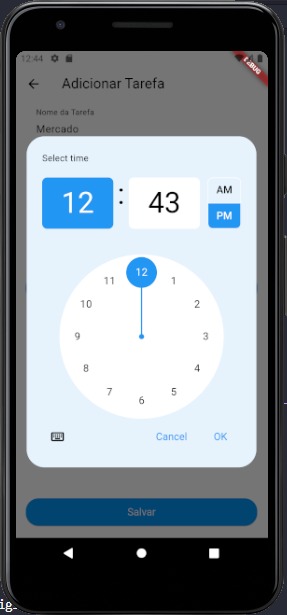 12:44
DEBUG
Adicionar Tarefa
Nome da Tarefa
Mercado
Select time
12 : 43
AM
PM
12
1
2
3
4
5
6
7
8
9
10
11
Cancel OK
Salvar
ig_